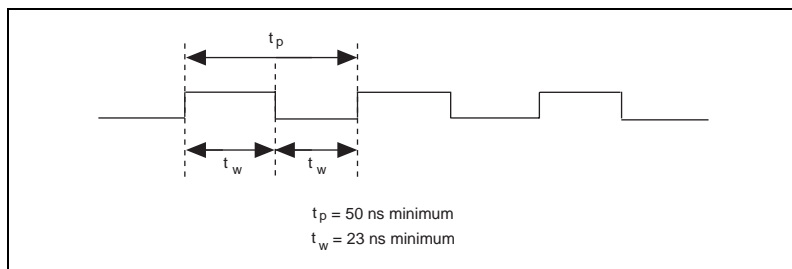 t p
t w t w
t p = 50 ns minimum
t w = 23 ns minimum